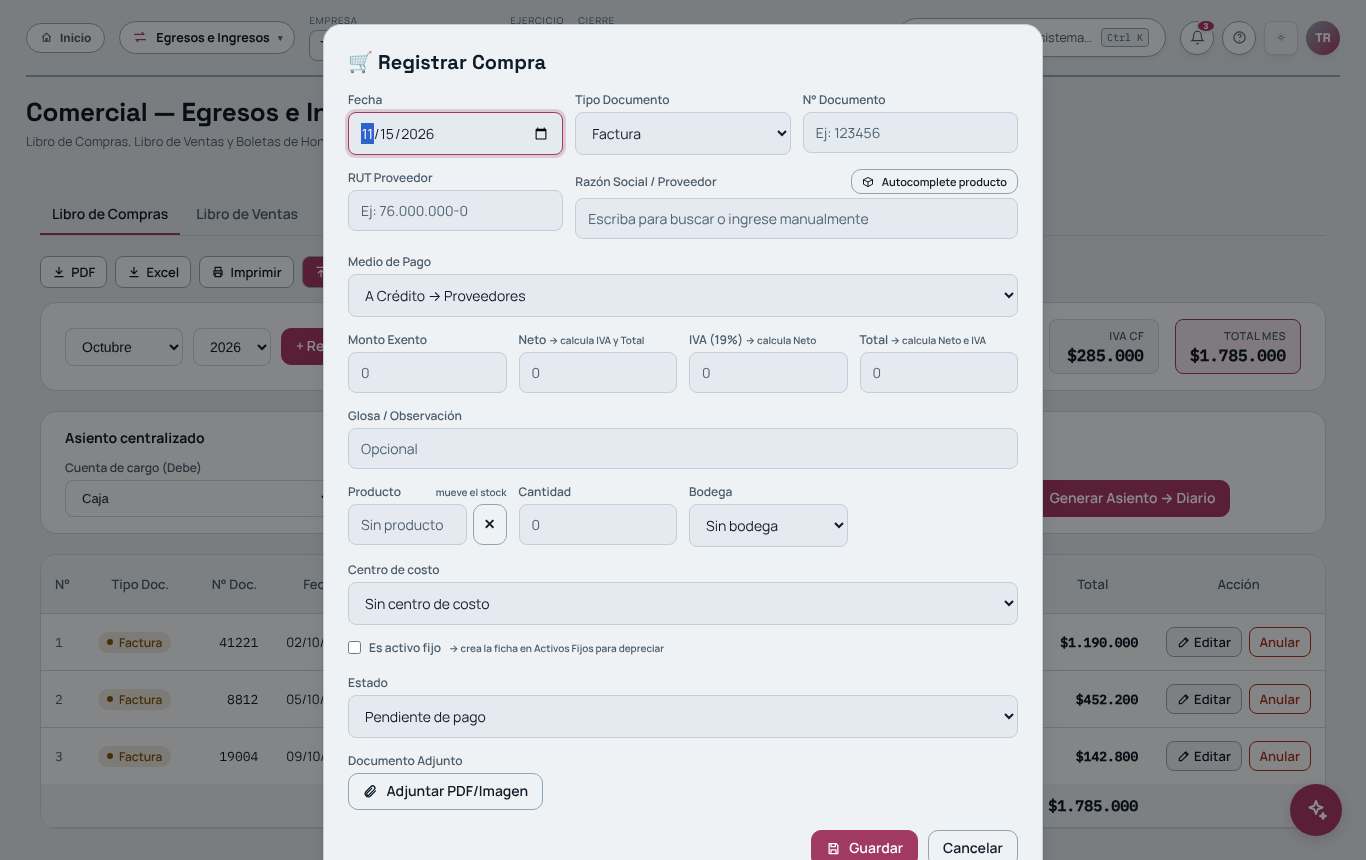 EMPRESA
EJERCICIO CIERRE
Inicio
Egresos e Ingresos
istema... Ctrl K
3
TR
Comercial — Egresos e In
Libro de Compras, Libro de Ventas y Boletas de Hon
Libro de Compras Libro de Ventas
PDF Excel Imprimir
Octubre 2026 + Re
IVA CF
$285.000
TOTAL MES
$1.785.000
Asiento centralizado
Cuenta de cargo (Debe)
Caja
Generar Asiento → Diario
N° Tipo Doc. N° Doc. Fec Total Acción
1 Factura 41221 02/10/ $1.190.000 Editar Anular
2 Factura 8812 05/10/ $452.200 Editar Anular
3 Factura 19004 09/10/ $142.800 Editar Anular
$1.785.000
Registrar Compra
Fecha Tipo Documento N° Documento
11/15/2026 Factura Ej: 123456
RUT Proveedor Razón Social / Proveedor Autocomplete producto
Ej: 76.000.000-0 Escriba para buscar o ingrese manualmente
Medio de Pago
A Crédito → Proveedores
Monto Exento Neto → calcula IVA y Total IVA (19%) → calcula Neto Total → calcula Neto e IVA
0 0 0 0
Glosa / Observación
Opcional
Producto mueve el stock Cantidad Bodega
Sin producto ✕ 0 Sin bodega
Centro de costo
Sin centro de costo
Es activo fijo → crea la ficha en Activos Fijos para depreciar
Estado
Pendiente de pago
Documento Adjunto
Adjuntar PDF/Imagen
Guardar Cancelar